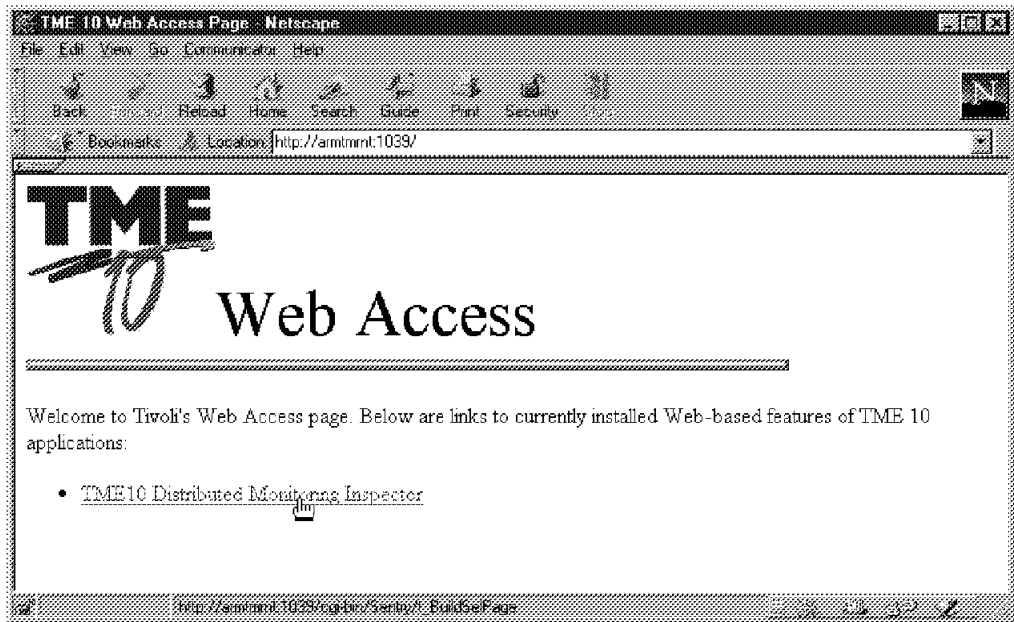 TME 10 Web Access Page - Netscape
File Edit View Go Communicator Help
Back Forward Reload Home Search Guide Print Security
Bookmarks Location: http://armtmrnt:1039/
TME
10
Web Access
Welcome to Tivoli's Web Access page. Below are links to currently installed Web-based features of TME 10
applications:
• TME10 Distributed Monitoring Inspector
http://armtmrnt:1039/cgi-bin/Sentry/t_BuildSelPage